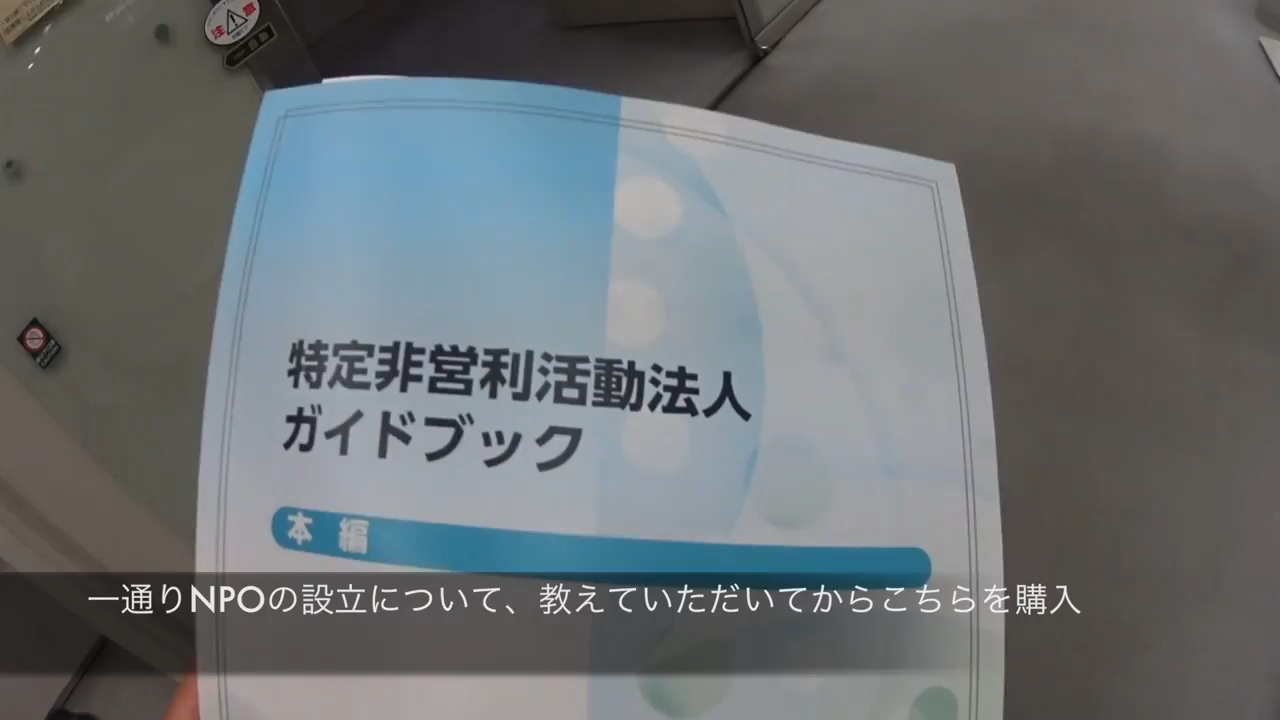 注意
特定非営利活動法人
ガイドブック
本編
一通りNPOの設立について、教えていただいてからこちらを購入